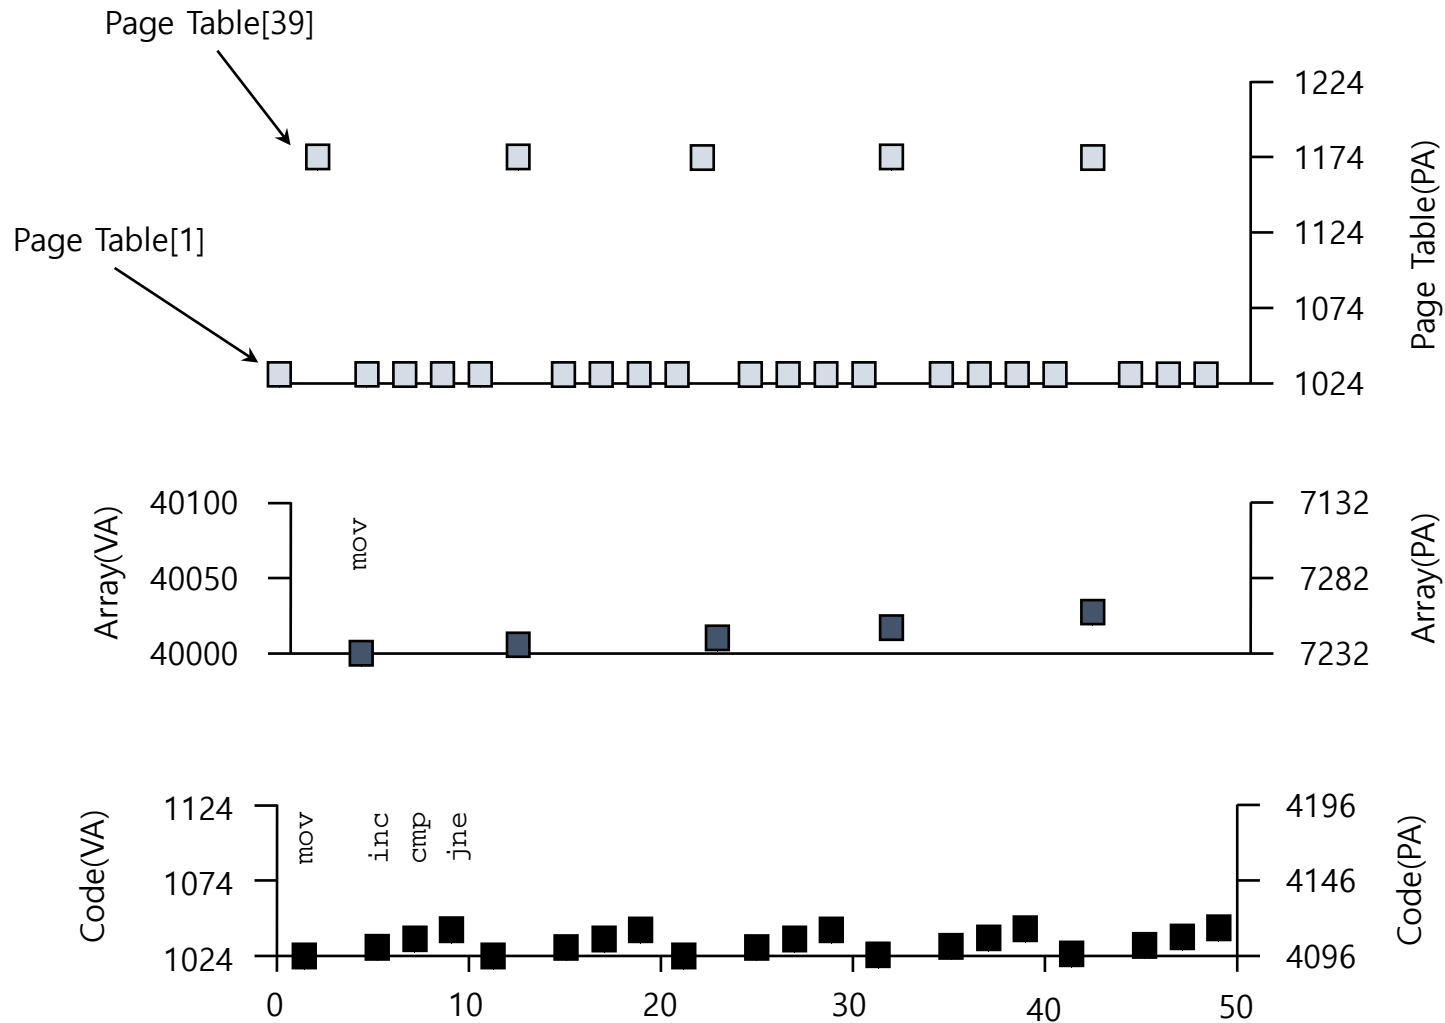 Page Table[39]
Page Table[1]
1224
1174
1124
1074
1024
Page Table(PA)
Array(VA)
40100
40050
40000
mov
7132
7282
7232
Array(PA)
Code(VA)
1124
1074
1024
mov
inc
cmp
jne
4196
4146
4096
Code(PA)
0 10 20 30 40 50